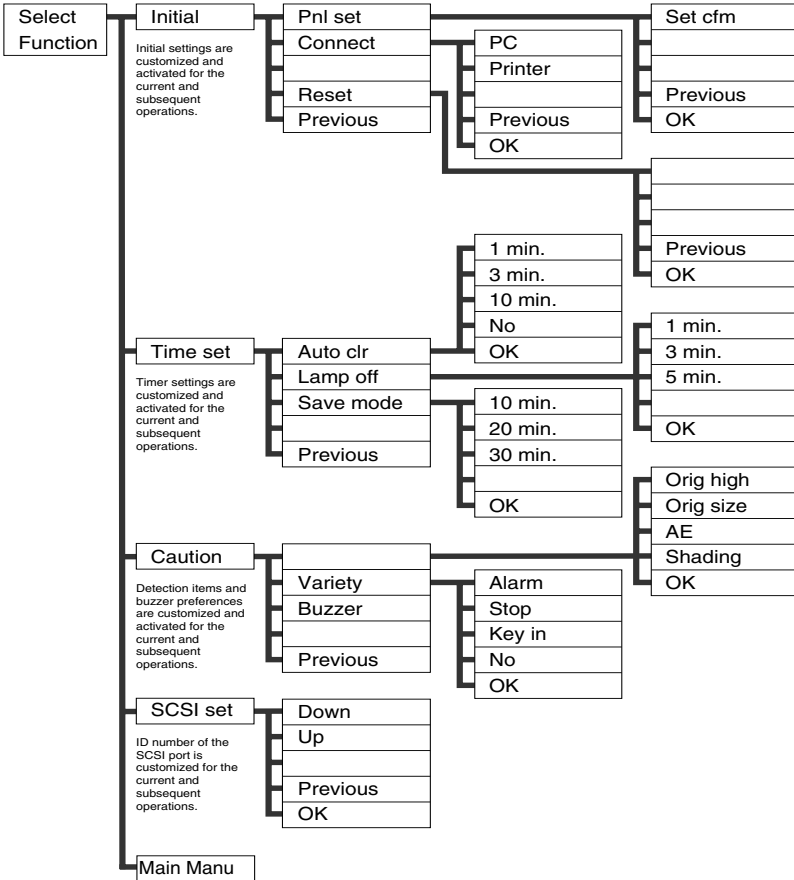 Select
Function
Initial
Initial settings are
customized and
activated for the
current and
subsequent
operations.
Pnl set
Connect
Reset
Previous
PC
Printer
Previous
OK
Set cfm
Previous
OK
Previous
OK
Time set
Timer settings are
customized and
activated for the
current and
subsequent
operations.
Auto clr
Lamp off
Save mode
Previous
1 min.
3 min.
10 min.
No
OK
1 min.
3 min.
5 min.
OK
10 min.
20 min.
30 min.
OK
Caution
Detection items and
buzzer preferences
are customized and
activated for the
current and
subsequent
operations.
Variety
Buzzer
Previous
Orig high
Orig size
AE
Shading
OK
Alarm
Stop
Key in
No
OK
SCSI set
ID number of the
SCSI port is
customized for the
current and
subsequent
operations.
Down
Up
Previous
OK
Main Manu